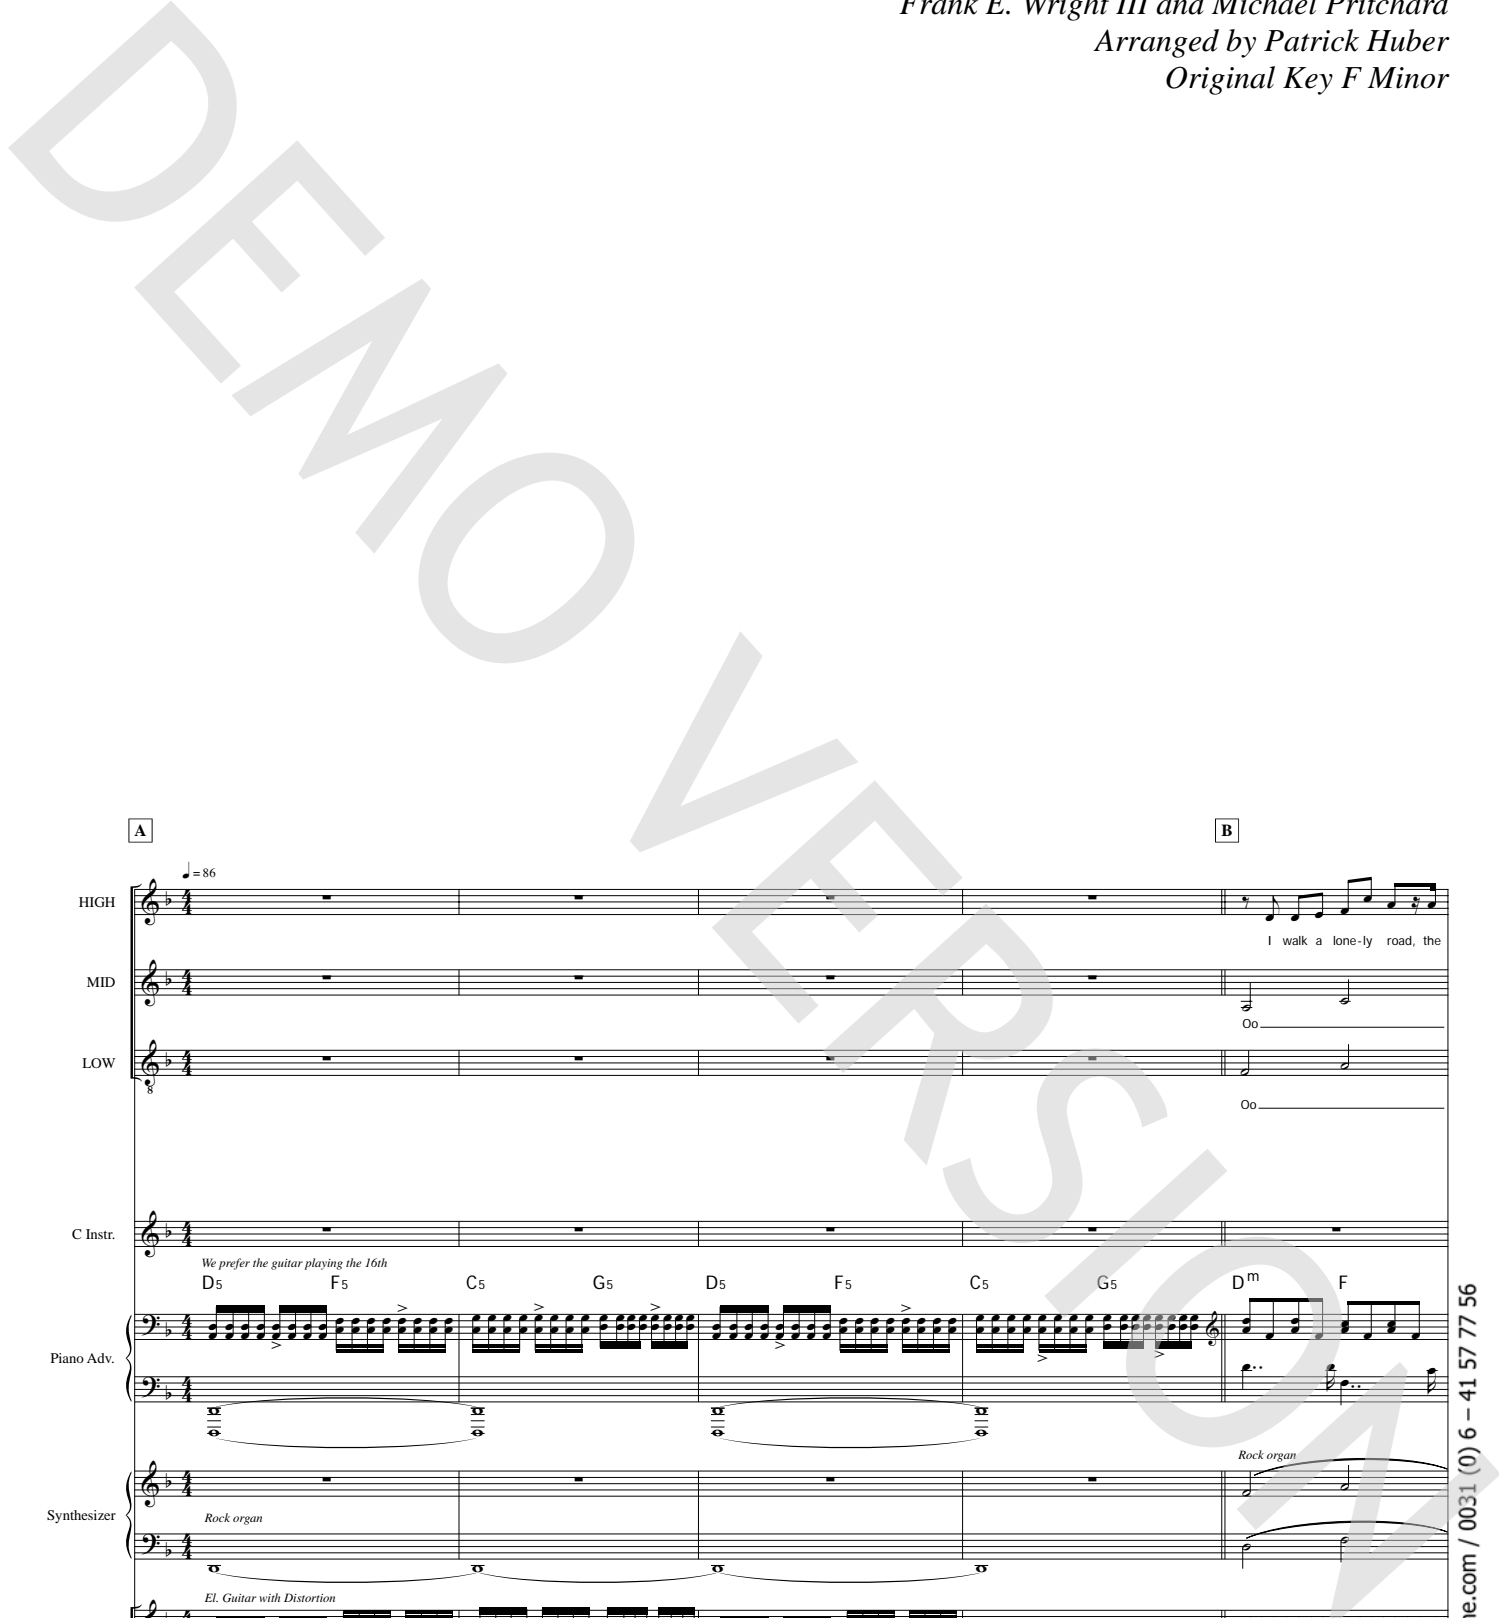 Frank E. Wright III and Michael Pritchard
Arranged by Patrick Huber
Original Key F Minor
DEMO VERSION
A
B
= 86
HIGH
I walk a lone-ly road, the
MID
Oo
LOW
8
Oo
C Instr.
We prefer the guitar playing the 16th
D5 F5 C5 G5 D5 F5 C5 G5 Dm F
Piano Adv.
Rock organ
Synthesizer
Rock organ
El. Guitar with Distortion
ne.com / 0031 (0) 6 – 41 57 77 56